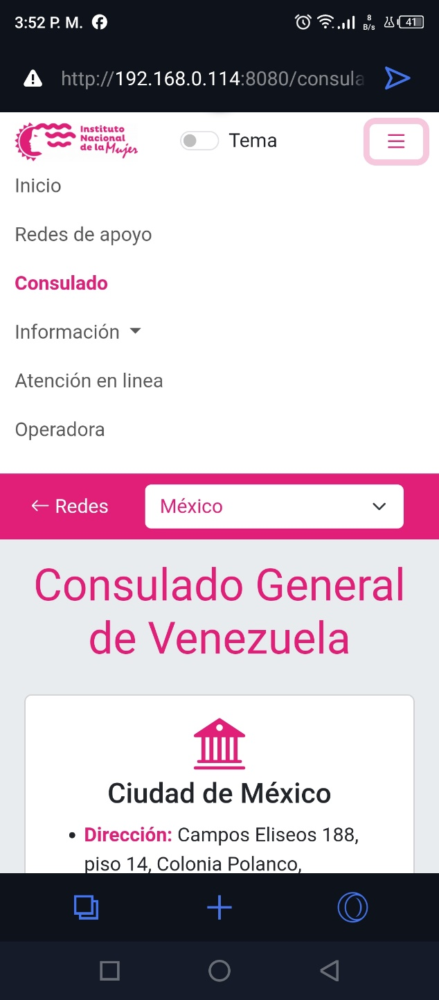 3:52 P. M.
8
B/s
41
http://192.168.0.114:8080/consula
Instituto
Nacional
de la Mujer
Tema
Inicio
Redes de apoyo
Consulado
Información
Atención en linea
Operadora
← Redes
México
Consulado General
de Venezuela
Ciudad de México
• Dirección: Campos Eliseos 188,
piso 14, Colonia Polanco,